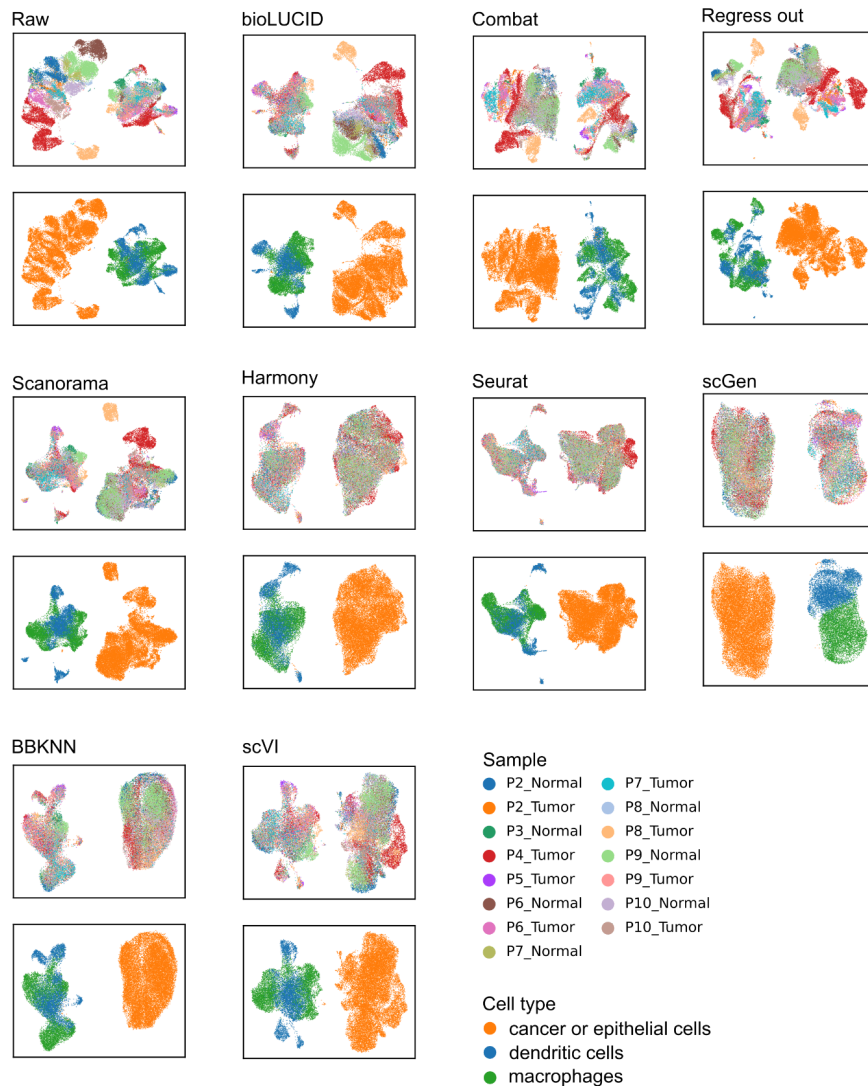 Raw
bioLUCID
Combat
Regress out
Scanorama
Harmony
Seurat
scGen
BBKNN
scVI
Sample
P2_Normal
P2_Tumor
P3_Normal
P4_Tumor
P5_Tumor
P6_Normal
P6_Tumor
P7_Normal
P7_Tumor
P8_Normal
P8_Tumor
P9_Normal
P9_Tumor
P10_Normal
P10_Tumor
Cell type
cancer or epithelial cells
dendritic cells
macrophages